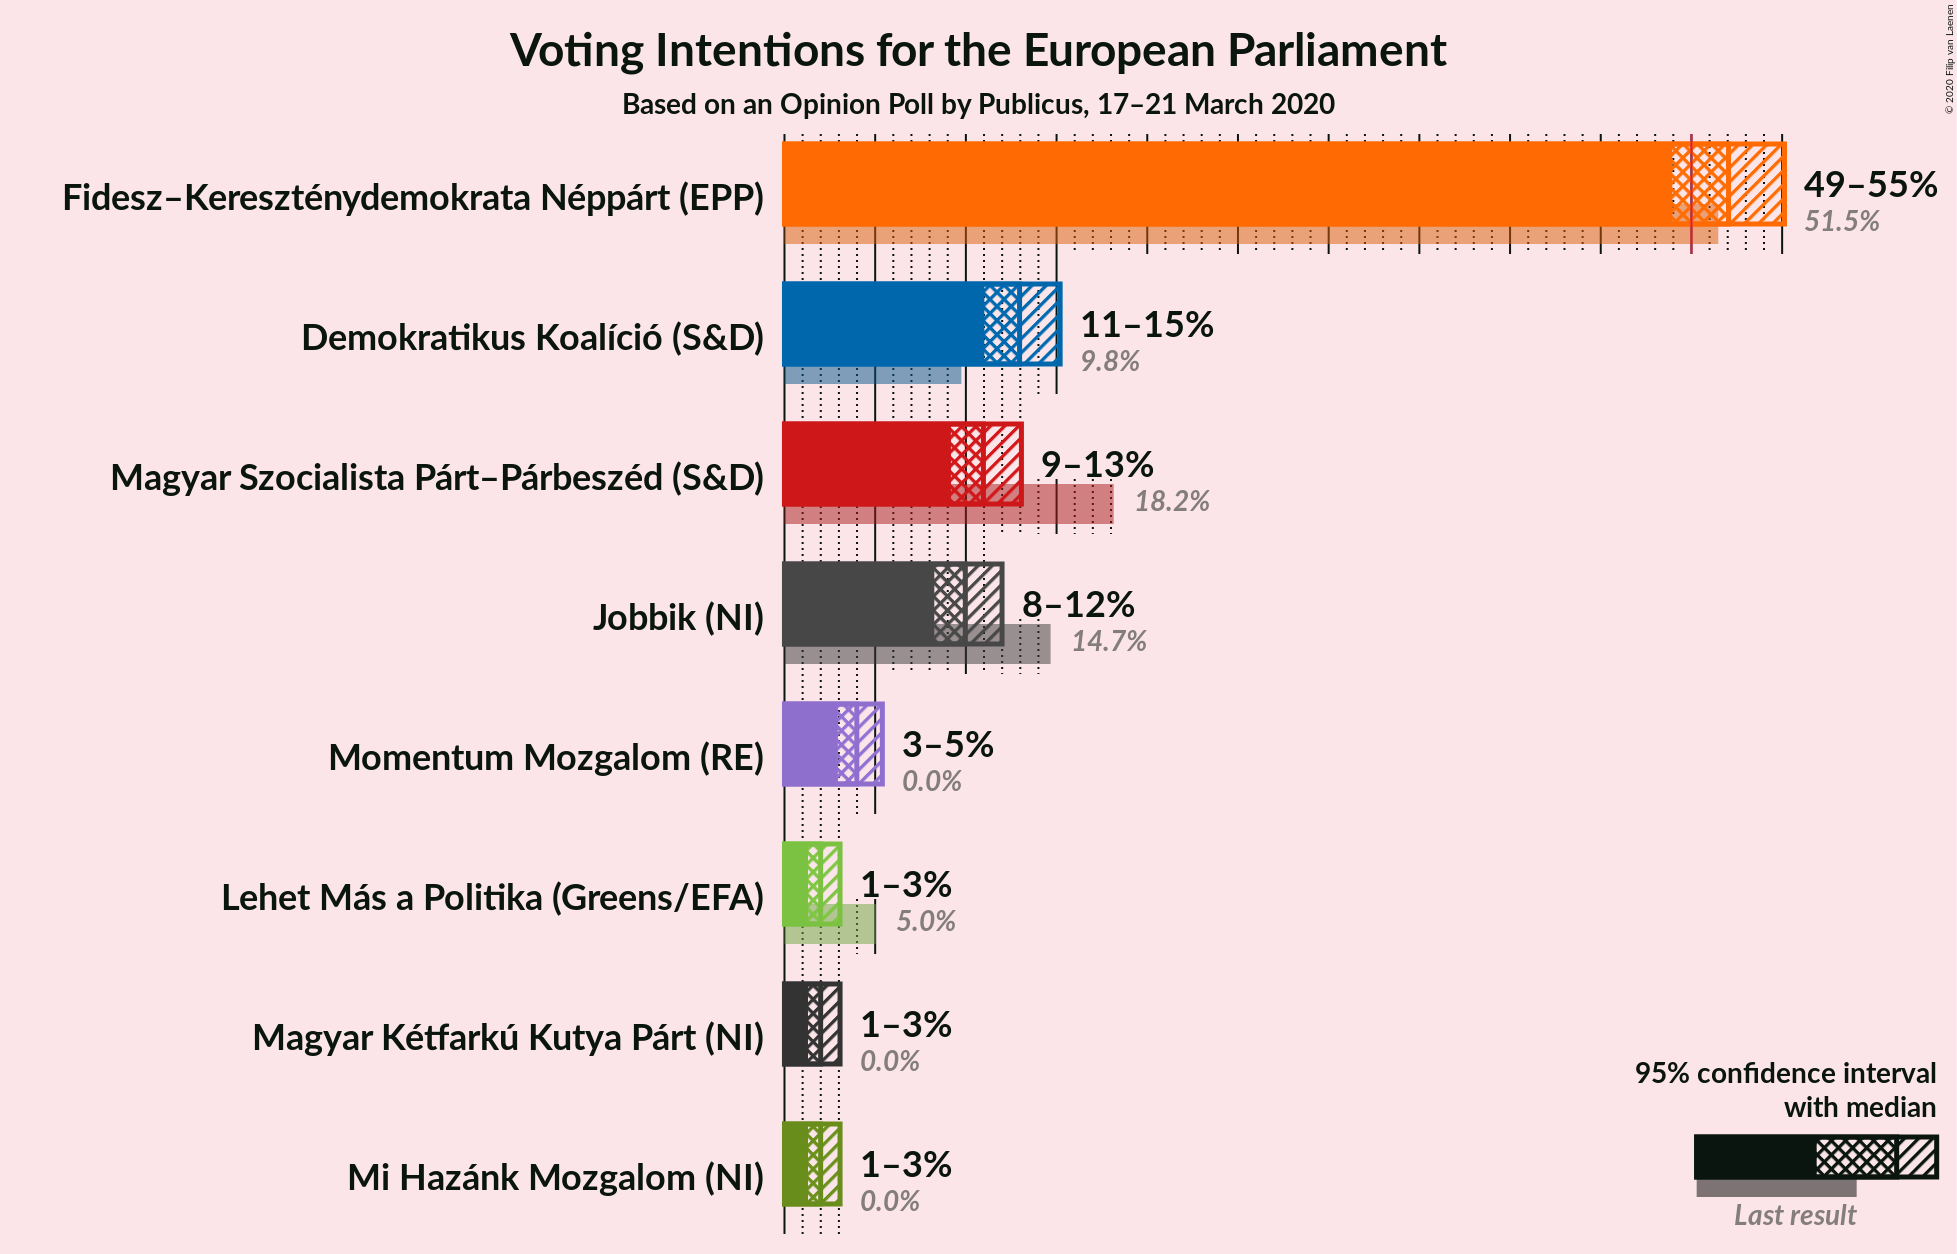 Voting Intentions for the European Parliament
Based on an Opinion Poll by Publicus, 17–21 March 2020
© 2020 Filip van Laenen
Fidesz–Kereszténydemokrata Néppárt (EPP)
49–55%
51.5%
Demokratikus Koalíció (S&D)
11–15%
9.8%
Magyar Szocialista Párt–Párbeszéd (S&D)
9–13%
18.2%
Jobbik (NI)
8–12%
14.7%
Momentum Mozgalom (RE)
3–5%
0.0%
Lehet Más a Politika (Greens/EFA)
1–3%
5.0%
Magyar Kétfarkú Kutya Párt (NI)
1–3%
0.0%
Mi Hazánk Mozgalom (NI)
1–3%
0.0%
95% confidence interval
with median
Last result